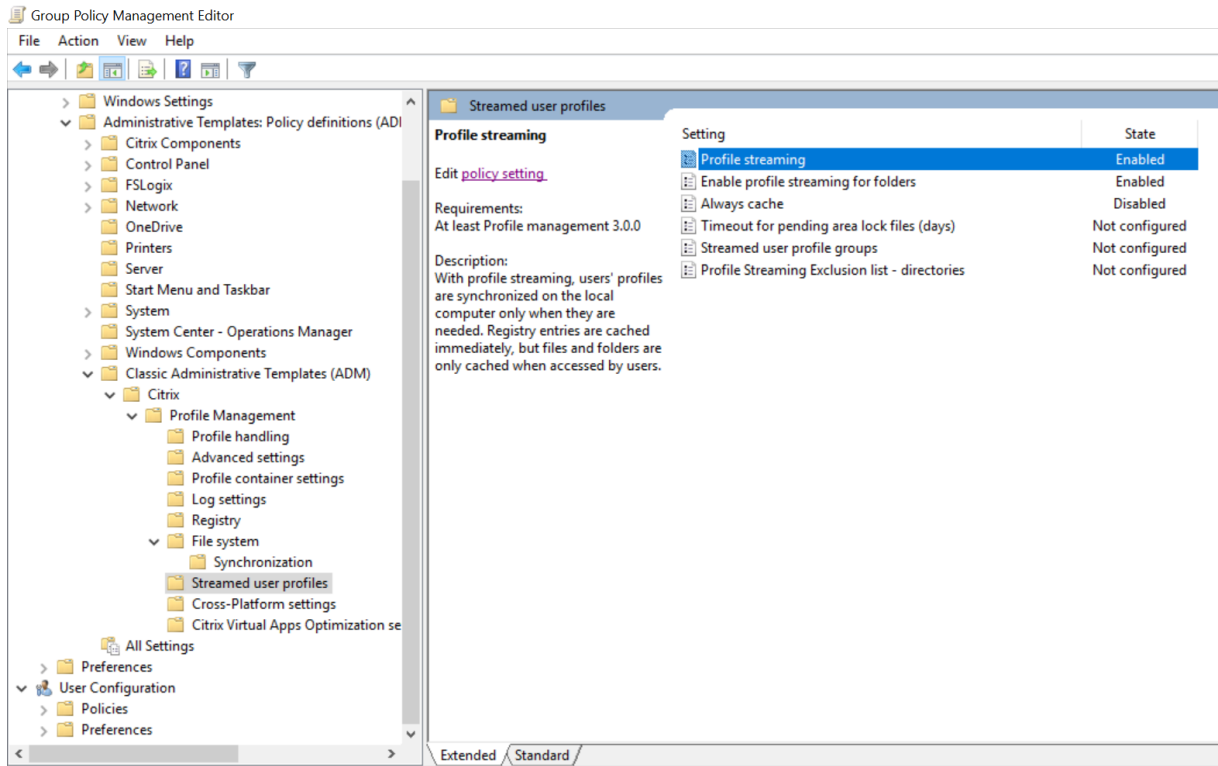 Group Policy Management Editor
File Action View Help
Windows Settings
Administrative Templates: Policy definitions (ADI
Citrix Components
Control Panel
FSLogix
Network
OneDrive
Printers
Server
Start Menu and Taskbar
System
System Center - Operations Manager
Windows Components
Classic Administrative Templates (ADM)
Citrix
Profile Management
Profile handling
Advanced settings
Profile container settings
Log settings
Registry
File system
Synchronization
Streamed user profiles
Cross-Platform settings
Citrix Virtual Apps Optimization se
All Settings
Preferences
User Configuration
Policies
Preferences
Streamed user profiles
Profile streaming
Edit policy setting
Requirements:
At least Profile management 3.0.0
Description:
With profile streaming, users' profiles
are synchronized on the local
computer only when they are
needed. Registry entries are cached
immediately, but files and folders are
only cached when accessed by users.
Setting State
Profile streaming Enabled
Enable profile streaming for folders Enabled
Always cache Disabled
Timeout for pending area lock files (days) Not configured
Streamed user profile groups Not configured
Profile Streaming Exclusion list - directories Not configured
Extended Standard